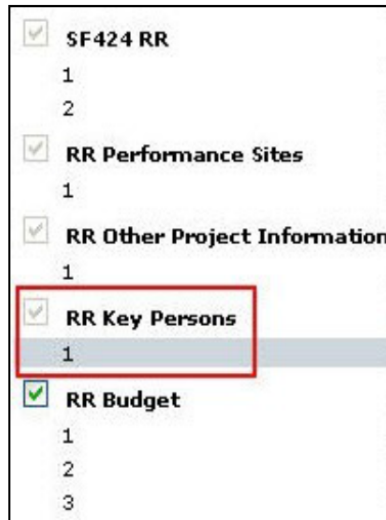 SF424 RR
1
2
RR Performance Sites
1
RR Other Project Information
1
RR Key Persons
1
RR Budget
1
2
3